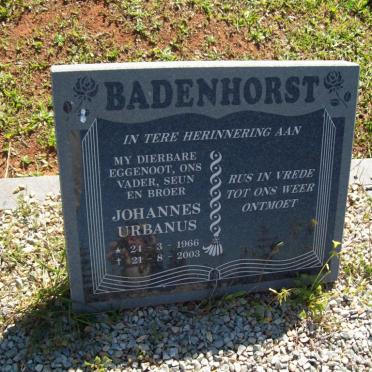 BADENHORST
IN TERE HERINNERING AAN
MY DIERBARE
EGGENOOT, ONS
VADER, SEUN
EN BROER
JOHANNES
URBANUS
* 24 - 3 - 1966
† 21 - 8 - 2003
RUS IN VREDE
TOT ONS WEER
ONTMOET